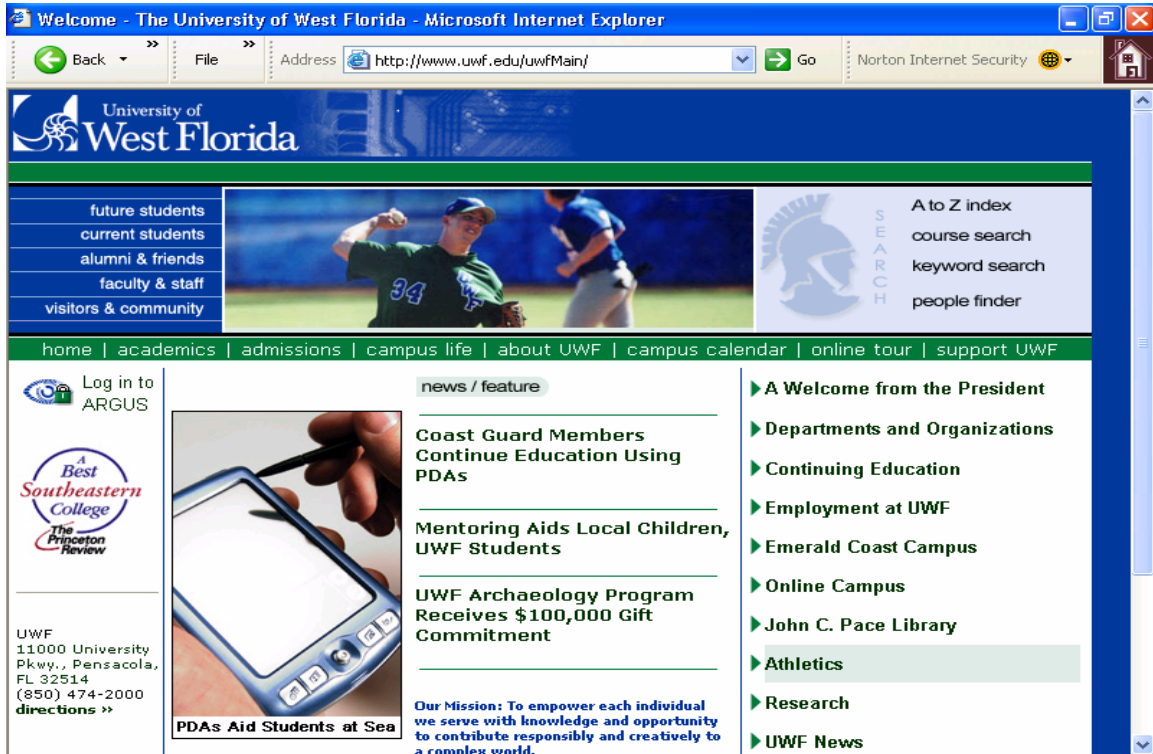 Welcome - The University of West Florida - Microsoft Internet Explorer
Back
File
Address
http://www.uwf.edu/uwfMain/
Go
Norton Internet Security
University of
West Florida
future students
current students
alumni & friends
faculty & staff
visitors & community
34
UWF
SEARCH
A to Z index
course search
keyword search
people finder
home | academics | admissions | campus life | about UWF | campus calendar | online tour | support UWF
Log in to
ARGUS
A
Best
Southeastern
College
The
Princeton
Review
UWF
11000 University
Pkwy., Pensacola,
FL 32514
(850) 474-2000
directions »
PDAs Aid Students at Sea
news / feature
Coast Guard Members
Continue Education Using
PDAs
Mentoring Aids Local Children,
UWF Students
UWF Archaeology Program
Receives $100,000 Gift
Commitment
Our Mission: To empower each individual
we serve with knowledge and opportunity
to contribute responsibly and creatively to
a complex world.
A Welcome from the President
Departments and Organizations
Continuing Education
Employment at UWF
Emerald Coast Campus
Online Campus
John C. Pace Library
Athletics
Research
UWF News